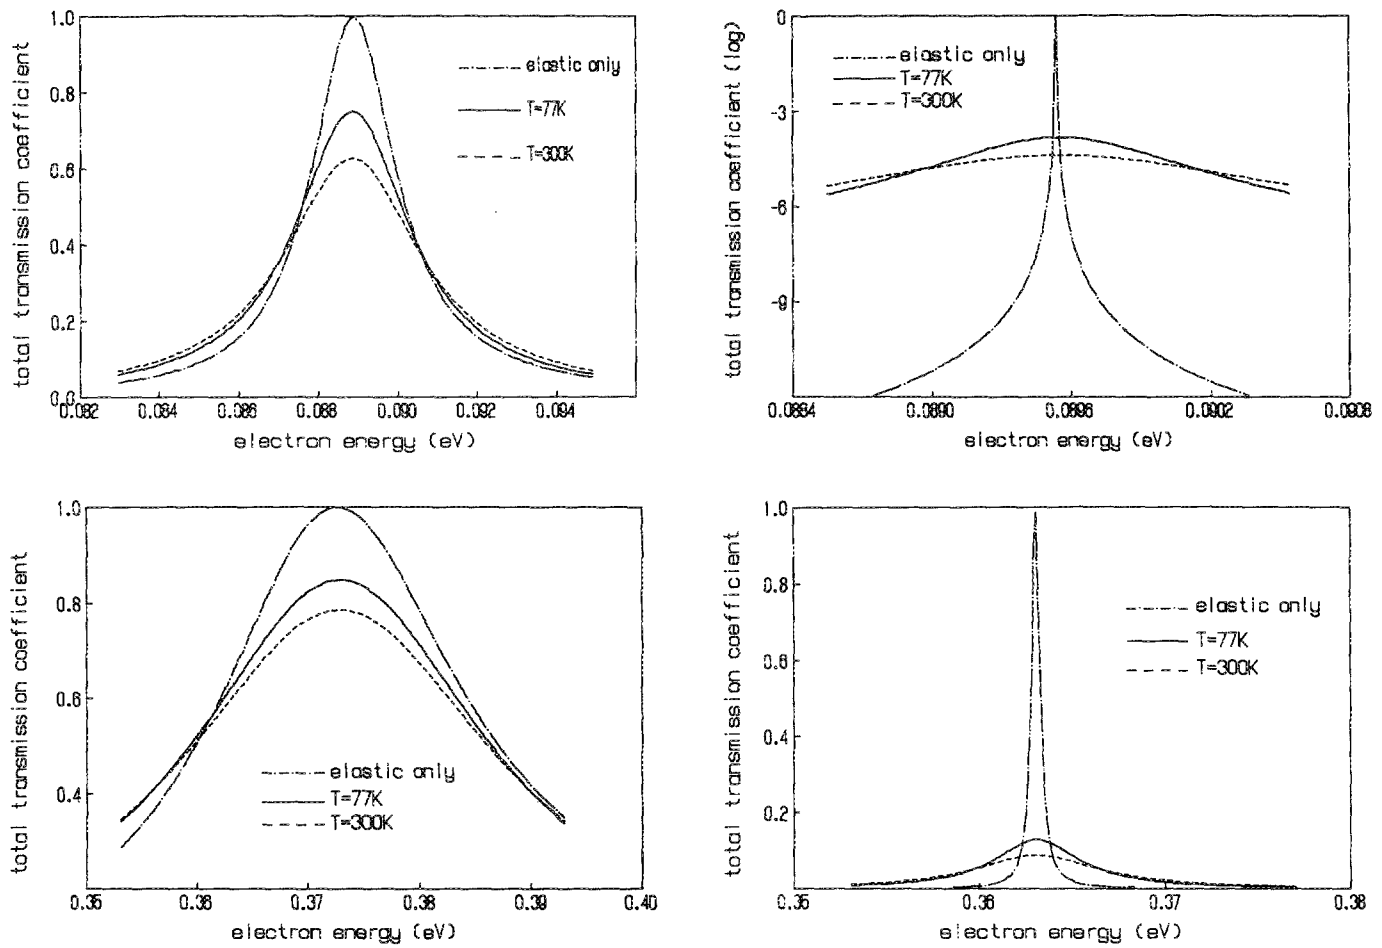 total transmission coefficient
1.0
0.8
0.6
0.4
0.2
0.0
elastic only
T=77K
T=300K
0.082 0.084 0.086 0.088 0.090 0.092 0.094
electron energy (eV)
total transmission coefficient (log)
0
-3
-6
-9
elastic only
T=77K
T=300K
0.0884 0.0890 0.0896 0.0902 0.0908
electron energy (eV)
total transmission coefficient
1.0
0.8
0.6
0.4
elastic only
T=77K
T=300K
0.35 0.36 0.37 0.38 0.39 0.40
electron energy (eV)
total transmission coefficient
1.0
0.8
0.6
0.4
0.2
elastic only
T=77K
T=300K
0.37 0.38
electron energy (eV)